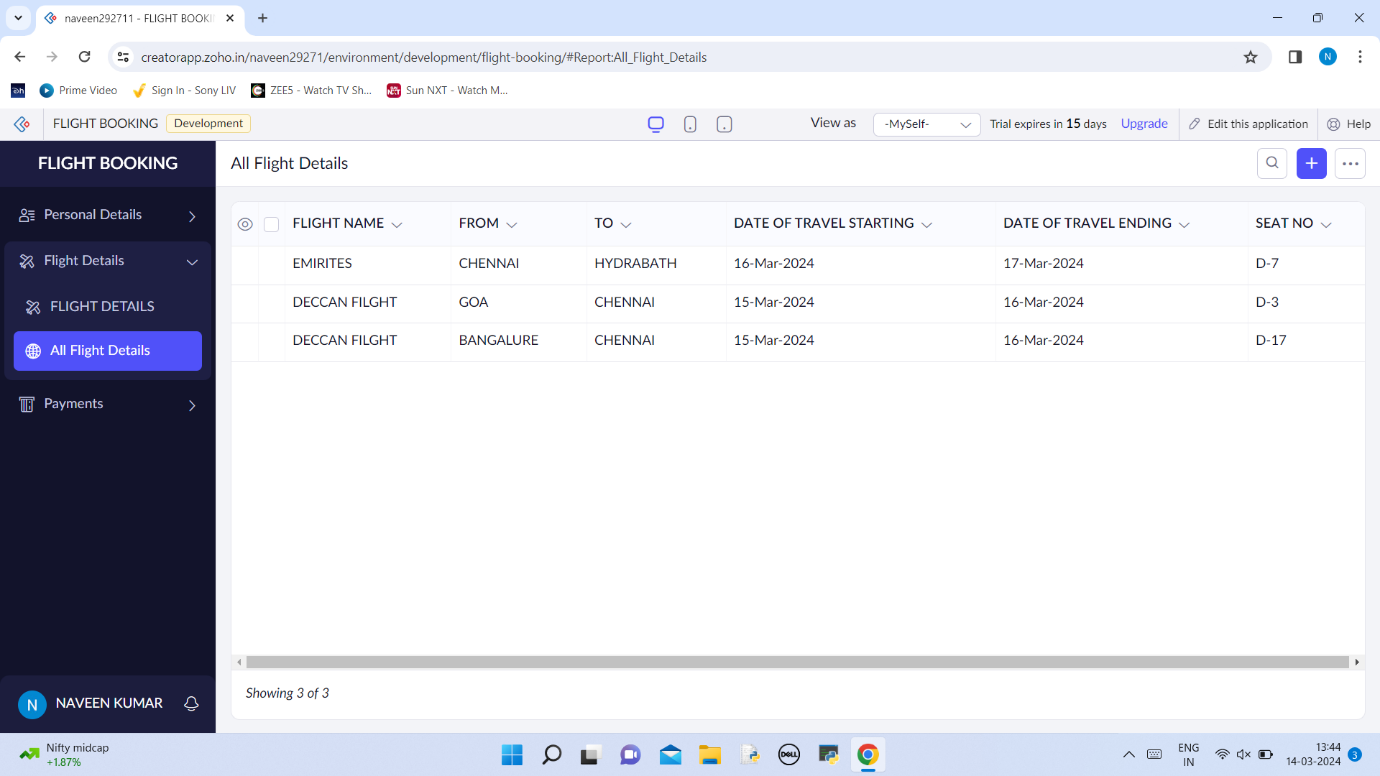 naveen292711 - FLIGHT BOOKI
creatorapp.zoho.in/naveen29271/environment/development/flight-booking/#Report:All_Flight_Details
N
Prime Video
Sign In - Sony LIV
ZEE5 - Watch TV Sh...
Sun NXT - Watch M...
FLIGHT BOOKING Development
View as -MySelf- Trial expires in 15 days Upgrade Edit this application Help
FLIGHT BOOKING
Personal Details
Flight Details
FLIGHT DETAILS
All Flight Details
Payments
NAVEEN KUMAR
N
All Flight Details
FLIGHT NAME FROM TO DATE OF TRAVEL STARTING DATE OF TRAVEL ENDING SEAT NO
EMIRITES CHENNAI HYDRABATH 16-Mar-2024 17-Mar-2024 D-7
DECCAN FILGHT GOA CHENNAI 15-Mar-2024 16-Mar-2024 D-3
DECCAN FILGHT BANGALURE CHENNAI 15-Mar-2024 16-Mar-2024 D-17
Showing 3 of 3
Nifty midcap
+1.87%
DELL
ENG
IN
13:44
14-03-2024
3